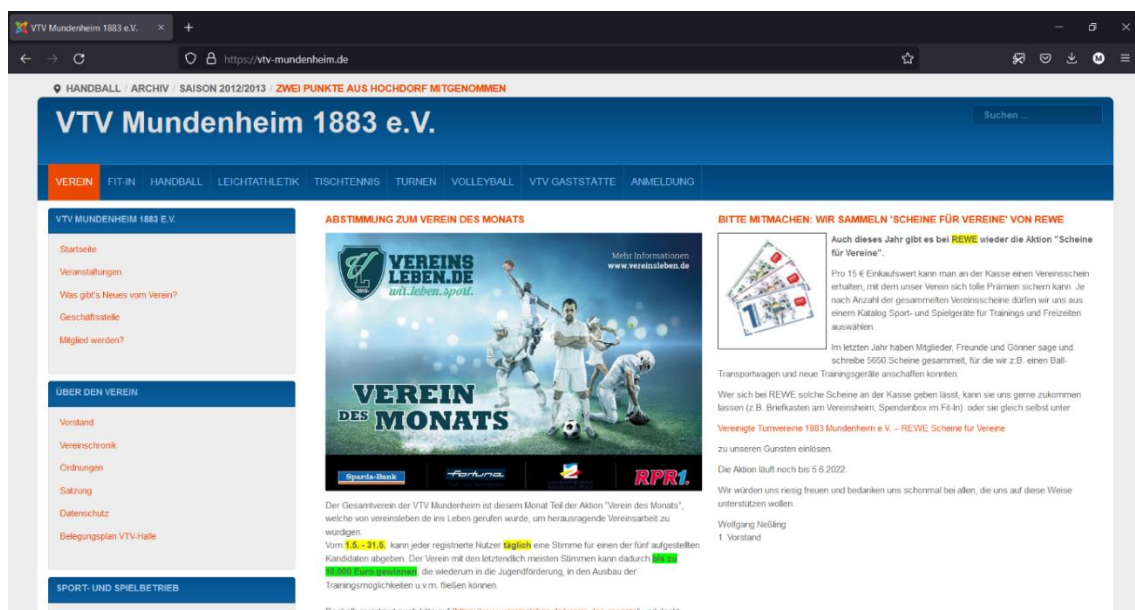 VTV Mundenheim 1883 e.V.
https://vtv-mundenheim.de
HANDBALL / ARCHIV / SAISON 2012/2013 / ZWEI PUNKTE AUS HOCHDORF MITGENOMMEN
VTV Mundenheim 1883 e.V.
Suchen ...
VEREIN FIT-IN HANDBALL LEICHTATHLETIK TISCHTENNIS TURNEN VOLLEYBALL VTV GASTSTÄTTE ANMELDUNG
VTV MUNDENHEIM 1883 E.V.
Startseite
Veranstaltungen
Was gibt's Neues vom Verein?
Geschäftsstelle
Mitglied werden?
ÜBER DEN VEREIN
Vorstand
Vereinschronik
Ordnungen
Satzung
Datenschutz
Belegungsplan VTV-Halle
SPORT- UND SPIELBETRIEB
ABSTIMMUNG ZUM VEREIN DES MONATS
VEREINS
LEBEN.DE
wir.leben.sport.
Mehr Informationen
www.vereinsleben.de
VEREIN
DES MONATS
Sparda-Bank
Fortuna
RPR1.
Der Gesamtverein der VTV Mundenheim ist diesem Monat Teil der Aktion "Verein des Monats",
welche von vereinsleben.de ins Leben gerufen wurde, um herausragende Vereinsarbeit zu
würdigen.
Vom 1.5. - 31.5. kann jeder registrierte Nutzer täglich eine Stimme für einen der fünf aufgestellten
Kandidaten abgeben. Der Verein mit den letztendlich meisten Stimmen kann dadurch bis zu
10.000 Euro gewinnen, die wiederum in die Jugendförderung, in den Ausbau der
Trainingsmöglichkeiten u.v.m. fließen können.
BITTE MITMACHEN: WIR SAMMELN 'SCHEINE FÜR VEREINE' VON REWE
Auch dieses Jahr gibt es bei REWE wieder die Aktion "Scheine
für Vereine".
Pro 15 € Einkaufswert kann man an der Kasse einen Vereinsschein
erhalten, mit dem unser Verein sich tolle Prämien sichern kann. Je
nach Anzahl der gesammelten Vereinsscheine dürfen wir uns aus
einem Katalog Sport- und Spielgeräte für Trainings und Freizeiten
auswählen.
Im letzten Jahr haben Mitglieder, Freunde und Gönner sage und
schreibe 5650 Scheine gesammelt, für die wir z.B. einen Ball-
Transportwagen und neue Trainingsgeräte anschaffen konnten.
Wer sich bei REWE solche Scheine an der Kasse geben lässt, kann sie uns gerne zukommen
lassen (z.B. Briefkasten am Vereinsheim, Spendenbox im Fit-In) oder sie gleich selbst unter
Vereinigte Turnvereine 1883 Mundenheim e.V. – REWE Scheine für Vereine
zu unseren Gunsten einlösen.
Die Aktion läuft noch bis 5.6.2022.
Wir würden uns riesig freuen und bedanken uns schonmal bei allen, die uns auf diese Weise
unterstützen wollen.
Wolfgang Neßling
1. Vorstand